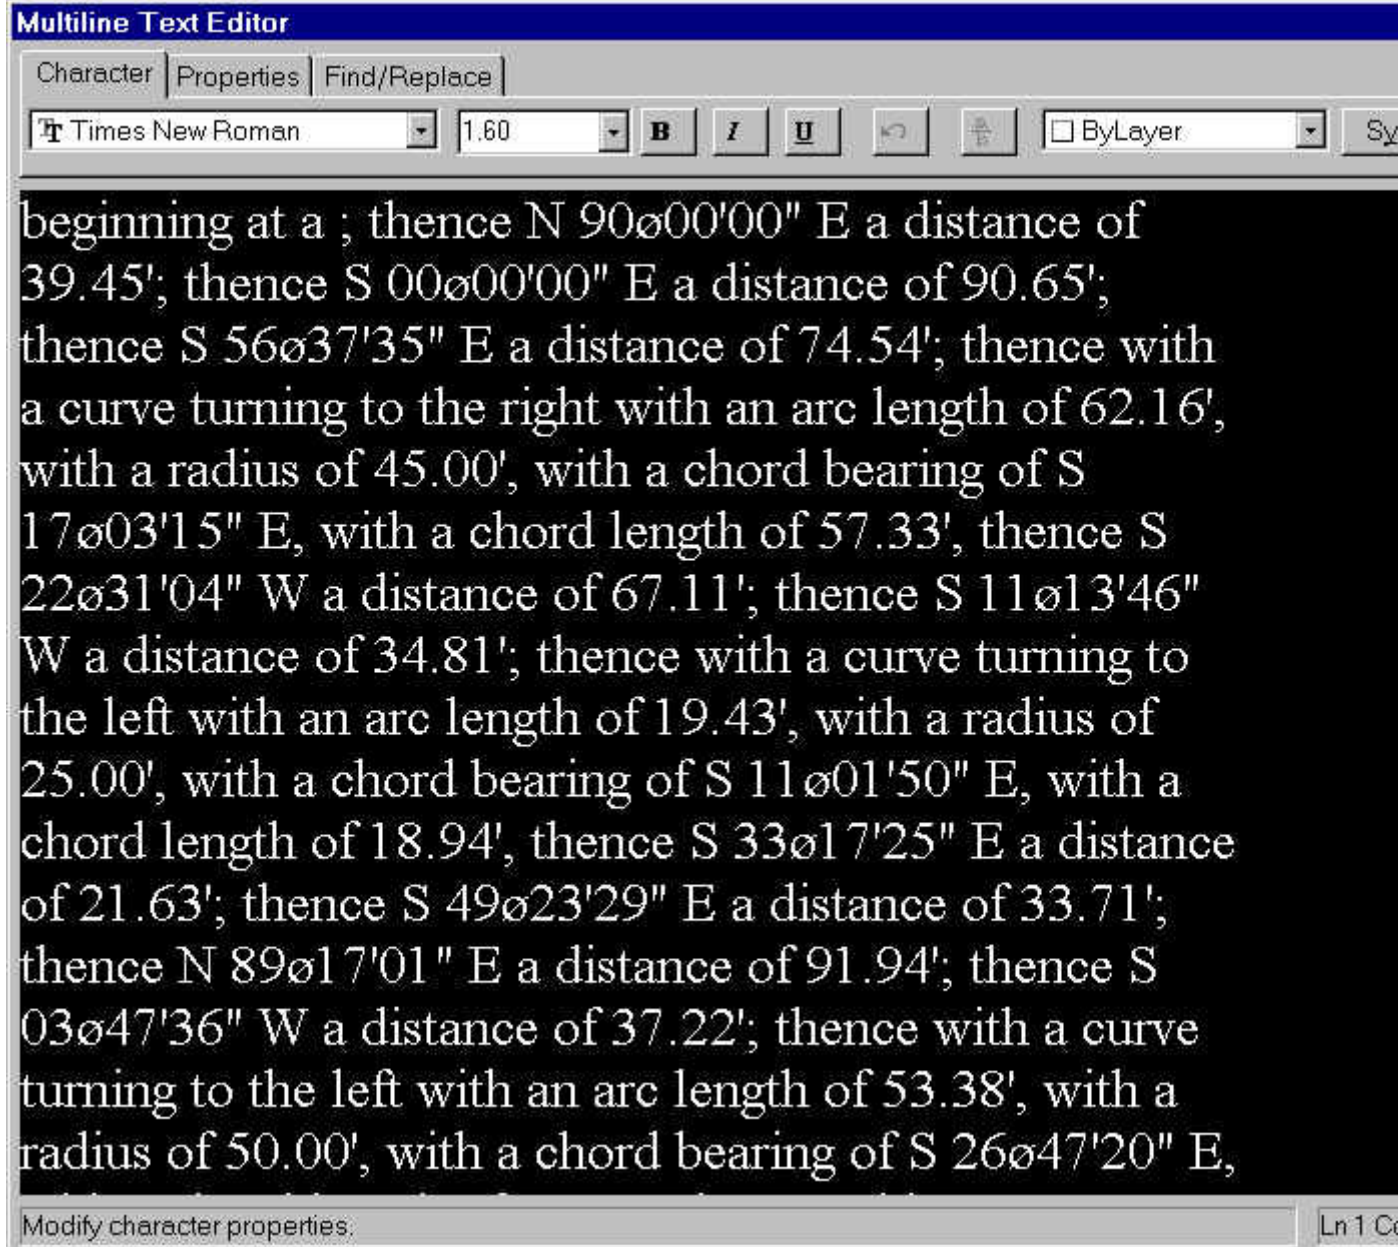 Multiline Text Editor
Character Properties Find/Replace
Times New Roman 1.60 B I U ByLayer
beginning at a ; thence N 90ø00'00" E a distance of
39.45'; thence S 00ø00'00" E a distance of 90.65';
thence S 56ø37'35" E a distance of 74.54'; thence with
a curve turning to the right with an arc length of 62.16',
with a radius of 45.00', with a chord bearing of S
17ø03'15" E, with a chord length of 57.33', thence S
22ø31'04" W a distance of 67.11'; thence S 11ø13'46"
W a distance of 34.81'; thence with a curve turning to
the left with an arc length of 19.43', with a radius of
25.00', with a chord bearing of S 11ø01'50" E, with a
chord length of 18.94', thence S 33ø17'25" E a distance
of 21.63'; thence S 49ø23'29" E a distance of 33.71';
thence N 89ø17'01" E a distance of 91.94'; thence S
03ø47'36" W a distance of 37.22'; thence with a curve
turning to the left with an arc length of 53.38', with a
radius of 50.00', with a chord bearing of S 26ø47'20" E,
Modify character properties. Ln 1